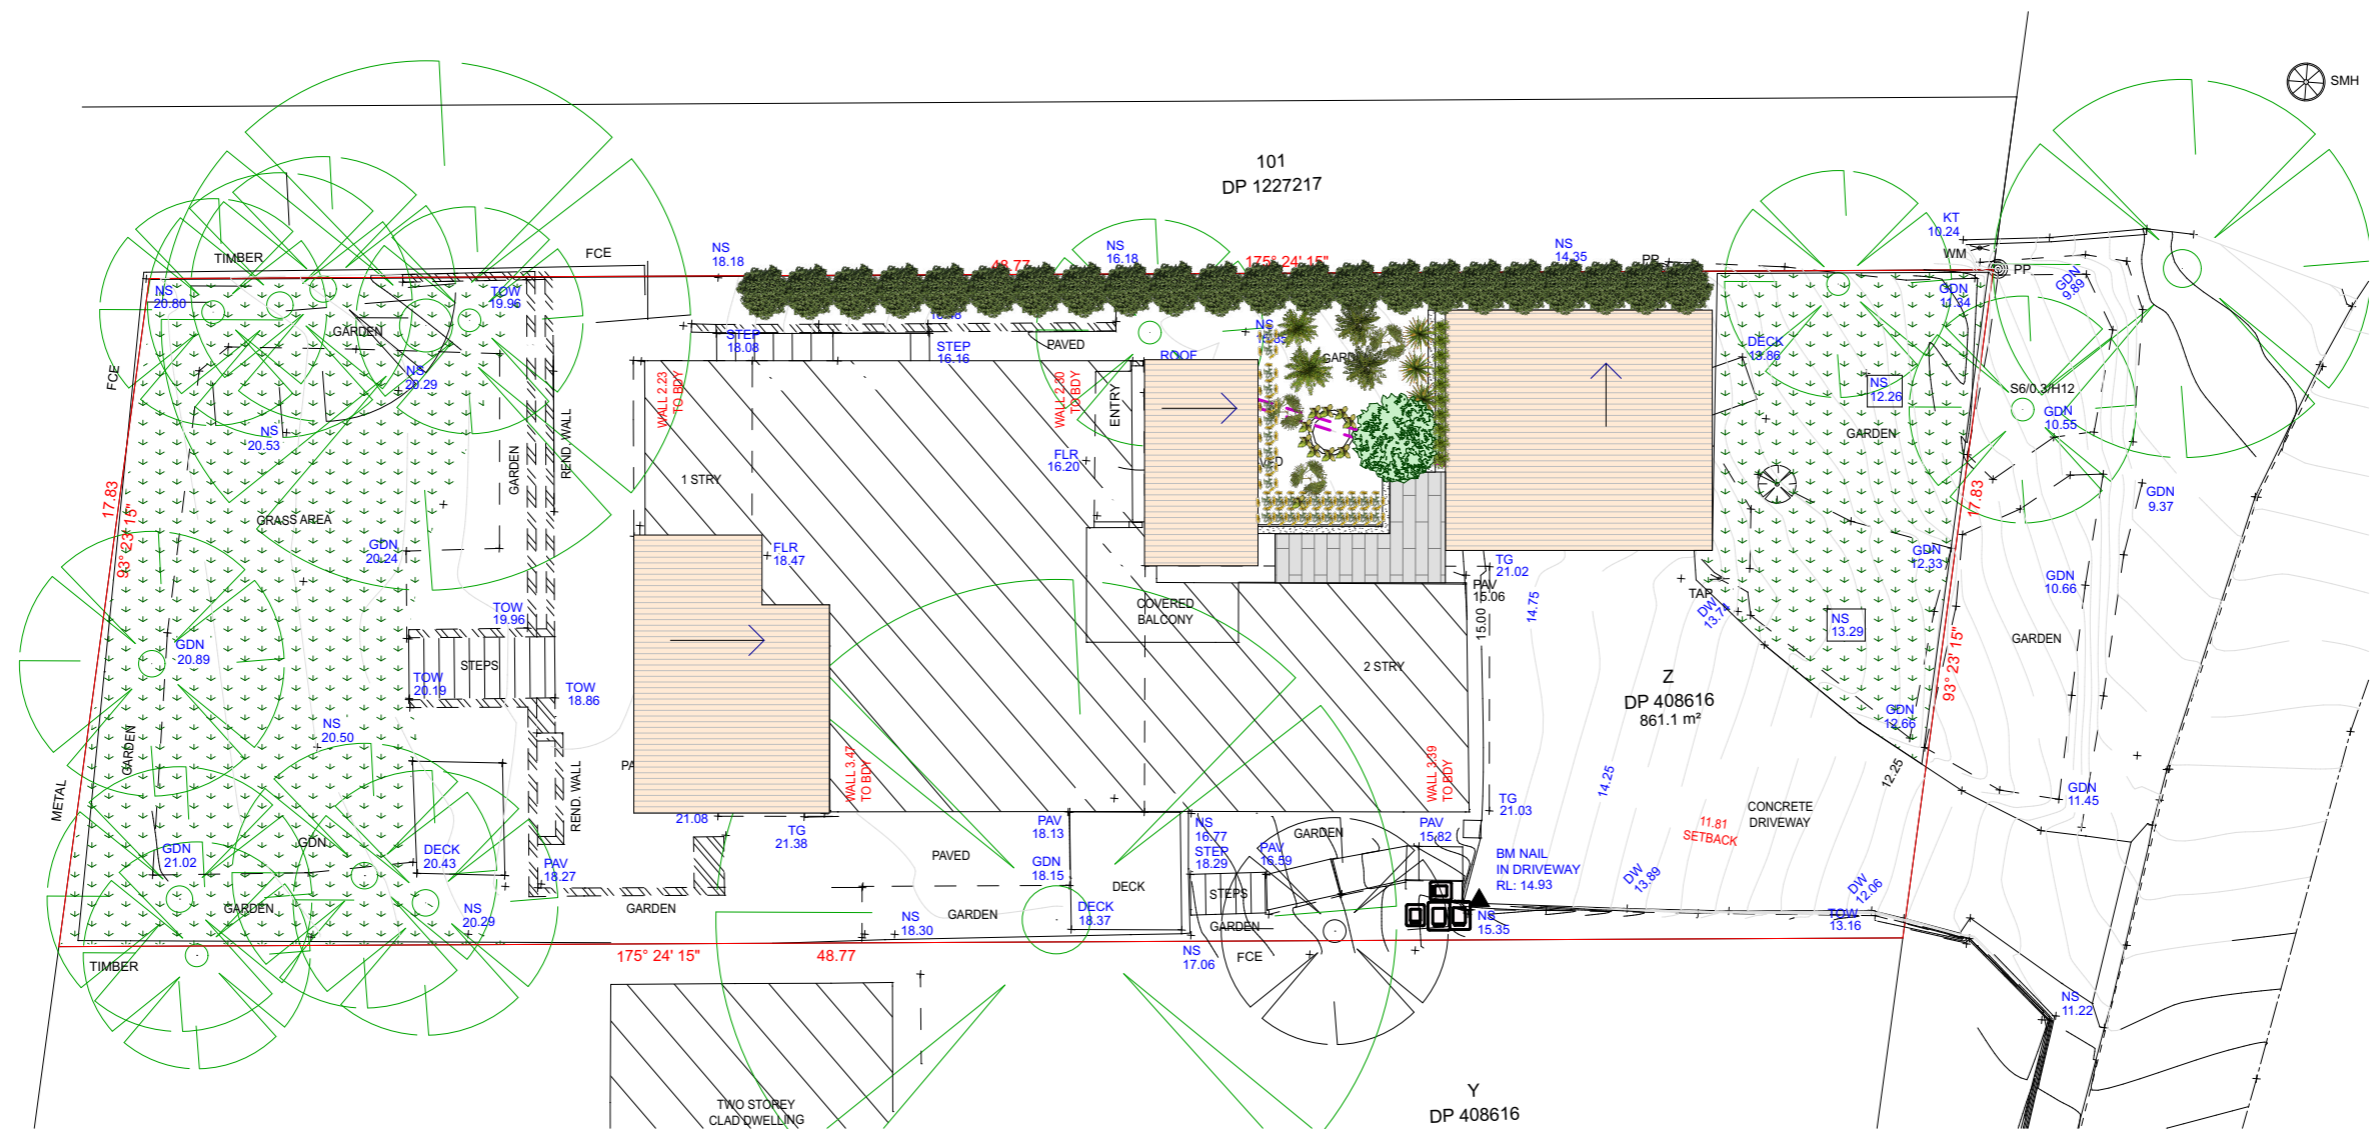 SMH
101
DP 1227217
KT
10.24
WM
PP
PP
TIMBER
FCE
NS
18.18
48.77
NS
16.18
175° 24' 15"
NS
14.35
GDN
9.89
GDN
11.34
NS
20.80
TOW
19.96
GARDEN
STEP
18.08
STEP
16.16
PAVED
ROOF
NS
DECK
13.86
FCE
NS
20.29
WALL 2.23
TO BDY
WALL 2.80
TO BDY
ENTRY
NS
12.26
S6/0.3/H12
GDN
10.55
GARDEN
NS
20.53
REND. WALL
GARDEN
1 STRY
FLR
16.20
17.83
93° 23' 15"
GRASS AREA
GDN
20.24
FLR
18.47
TG
21.02
PAV
15.06
17.83
GDN
9.37
GDN
12.33
GDN
10.66
TOW
19.96
COVERED
BALCONY
15.00
14.75
TAP
DW
13.74
NS
13.29
GARDEN
93° 23' 15"
GDN
20.89
STEPS
TOW
20.19
TOW
18.86
2 STRY
Z
DP 408616
861.1 m²
GDN
12.66
NS
20.50
GARDEN
WALL 3.47
TO BDY
WALL 3.39
TO BDY
14.25
12.25
GDN
11.45
METAL
REND. WALL
21.08
TG
21.38
PAV
18.13
NS
16.77
STEP
18.29
GARDEN
PAV
15.82
TG
21.03
11.81
SETBACK
CONCRETE
DRIVEWAY
GDN
GDN
21.02
DECK
20.43
PAV
18.27
PAVED
GDN
18.15
DECK
PAV
16.59
BM NAIL
IN DRIVEWAY
RL: 14.93
DW
13.89
DW
12.06
STEPS
GARDEN
GARDEN
NS
20.29
NS
18.30
GARDEN
DECK
18.37
GARDEN
NS
15.35
TOW
13.16
TIMBER
175° 24' 15"
48.77
NS
17.06
FCE
NS
11.22
TWO STOREY
CLAD DWELLING
Y
DP 408616